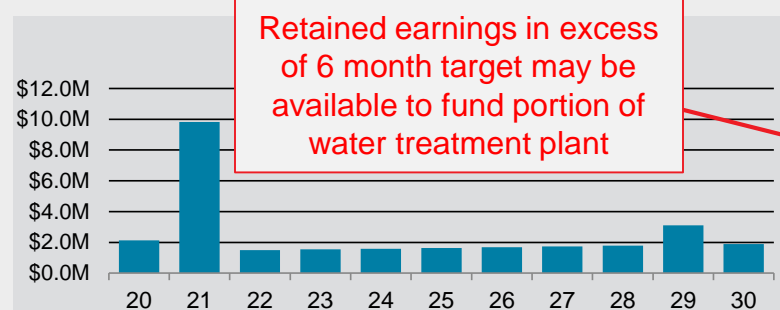 Retained earnings in excess
of 6 month target may be
available to fund portion of
water treatment plant
$12.0M
$10.0M
$8.0M
$6.0M
$4.0M
$2.0M
$0.0M
20 21 22 23 24 25 26 27 28 29 30